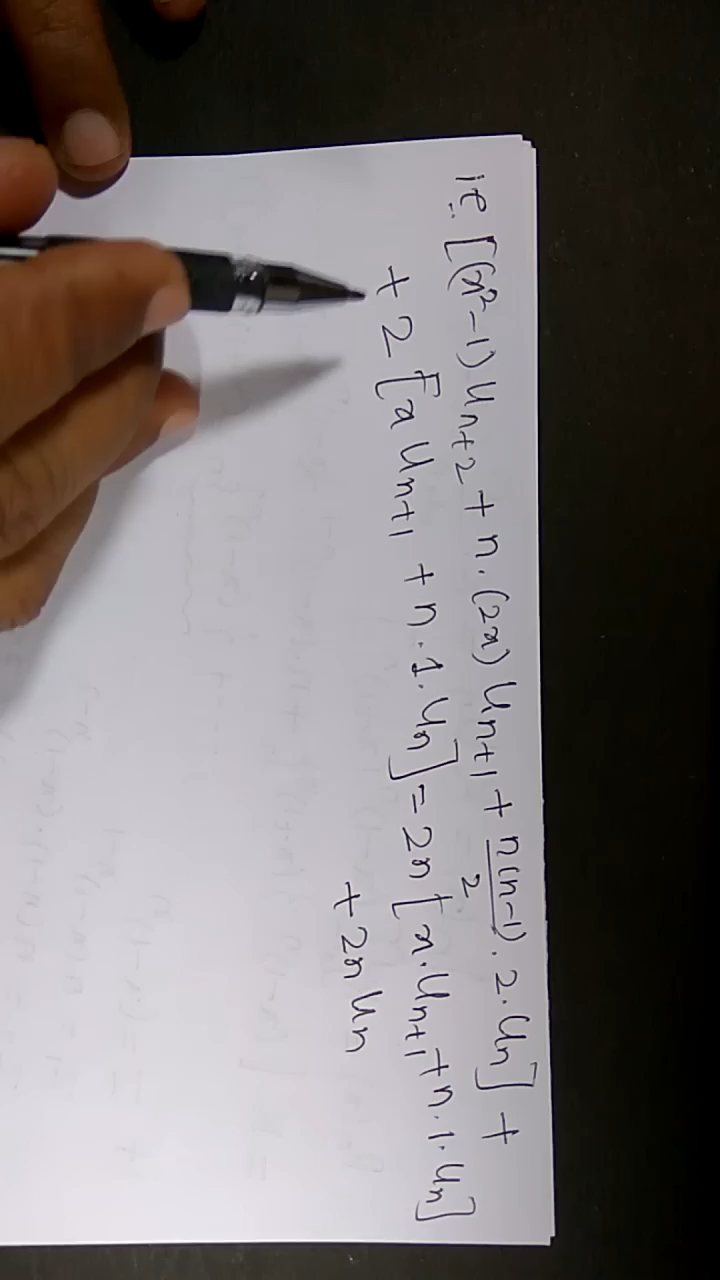 ie. [(x²-1) Un+2 + n.(2x) Un+1 + n(n-1)/2 . 2. Un] +
+ 2 [x Un+1 + n.1.Un] = 2n [x.Un+1 + n.1.Un]
+ 2n Un